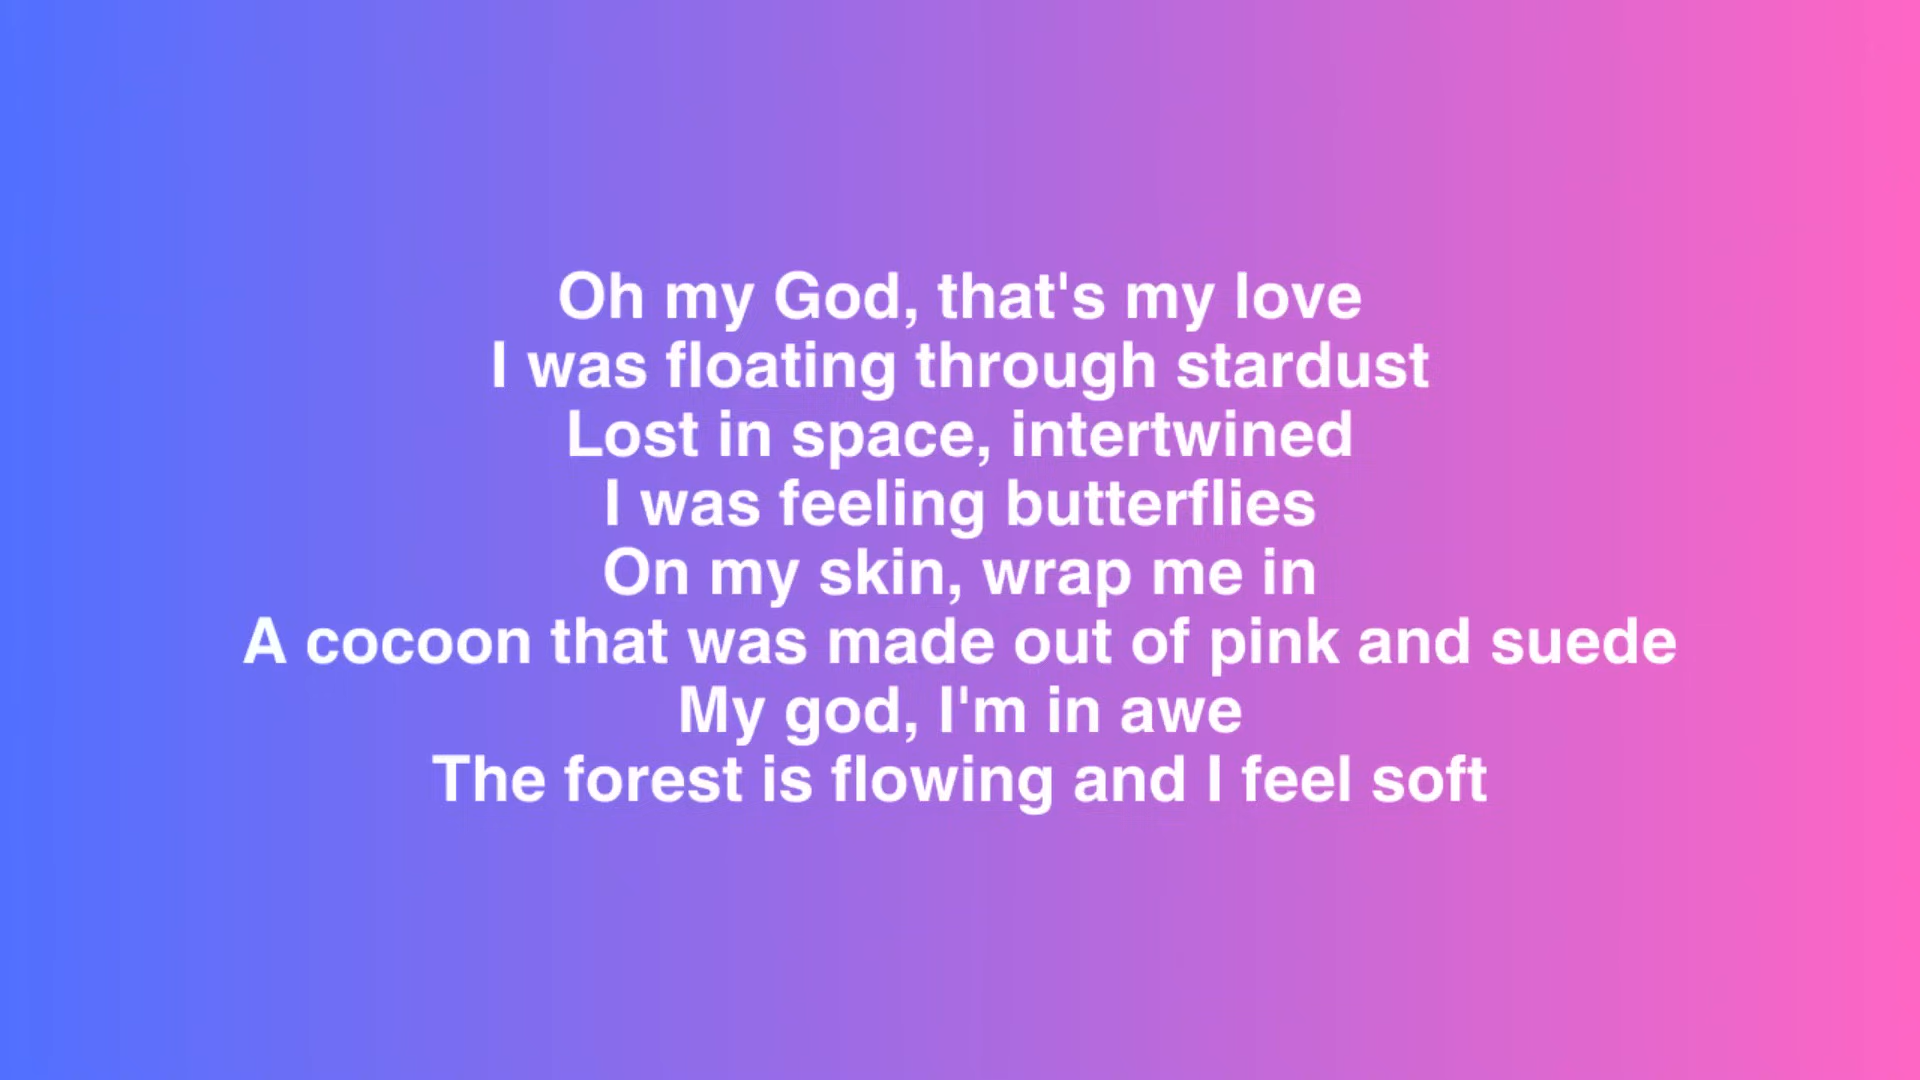 Oh my God, that's my love
I was floating through stardust
Lost in space, intertwined
I was feeling butterflies
On my skin, wrap me in
A cocoon that was made out of pink and suede
My god, I'm in awe
The forest is flowing and I feel soft